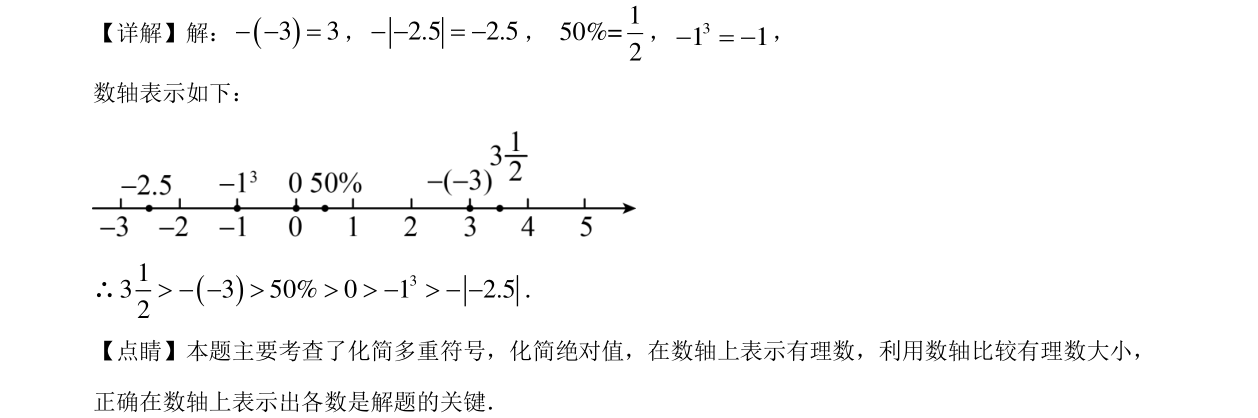 【详解】解：−(−3)=3，−|−2.5|=−2.5， 50%=1/2，−1³=−1，
数轴表示如下：
3 1/2
−2.5 −1³ 0 50% −(−3)
−3 −2 −1 0 1 2 3 4 5
∴3 1/2>−(−3)>50%>0>−1³>−|−2.5|.
【点睛】本题主要考查了化简多重符号，化简绝对值，在数轴上表示有理数，利用数轴比较有理数大小，
正确在数轴上表示出各数是解题的关键.